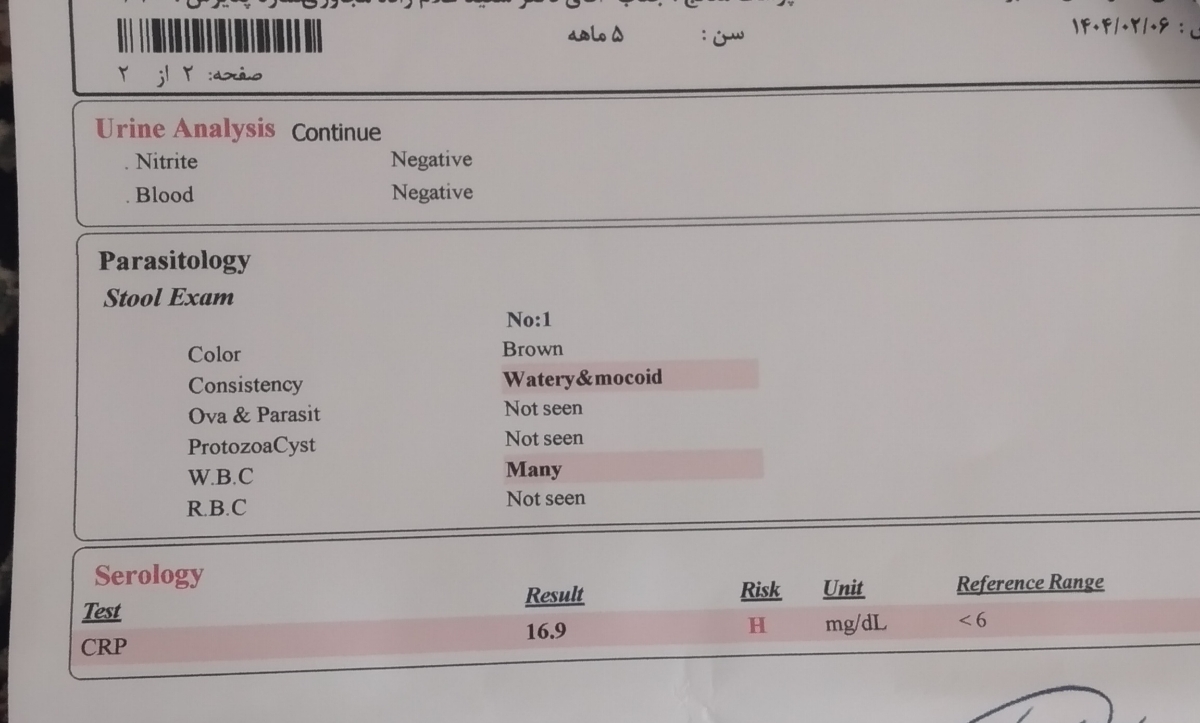 ۱۴۰۴/۰۲/۰۶ :
سن : ۵ ماهه
صفحه: ۲ از ۲
Urine Analysis Continue
. Nitrite Negative
. Blood Negative
Parasitology
Stool Exam
No:1
Color Brown
Consistency Watery&mocoid
Ova & Parasit Not seen
ProtozoaCyst Not seen
W.B.C Many
R.B.C Not seen
Serology
Test Result Risk Unit Reference Range
CRP 16.9 H mg/dL <6